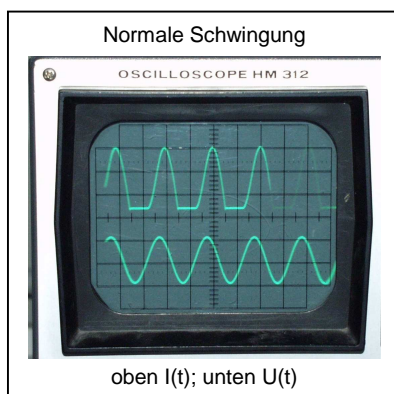 Normale Schwingung
OSCILLOSCOPE HM 312
oben I(t); unten U(t)